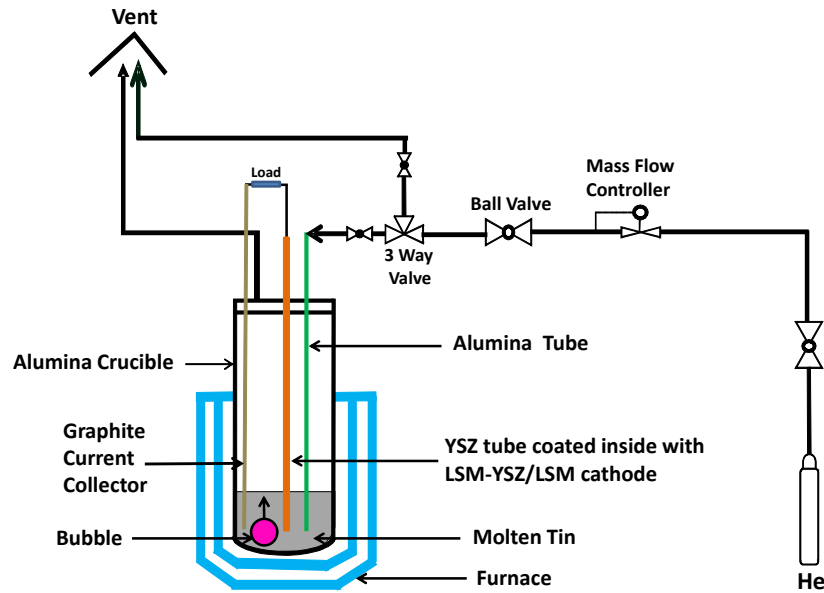 Vent
Load
Mass Flow
Controller
Ball Valve
3 Way
Valve
Alumina Crucible
Alumina Tube
Graphite
Current
Collector
YSZ tube coated inside with
LSM-YSZ/LSM cathode
Bubble
Molten Tin
Furnace
He